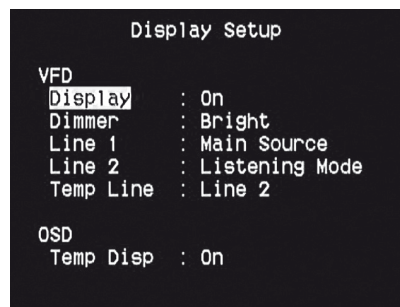 Display Setup
VFD
Display : On
Dimmer : Bright
Line 1 : Main Source
Line 2 : Listening Mode
Temp Line : Line 2
OSD
Temp Disp : On